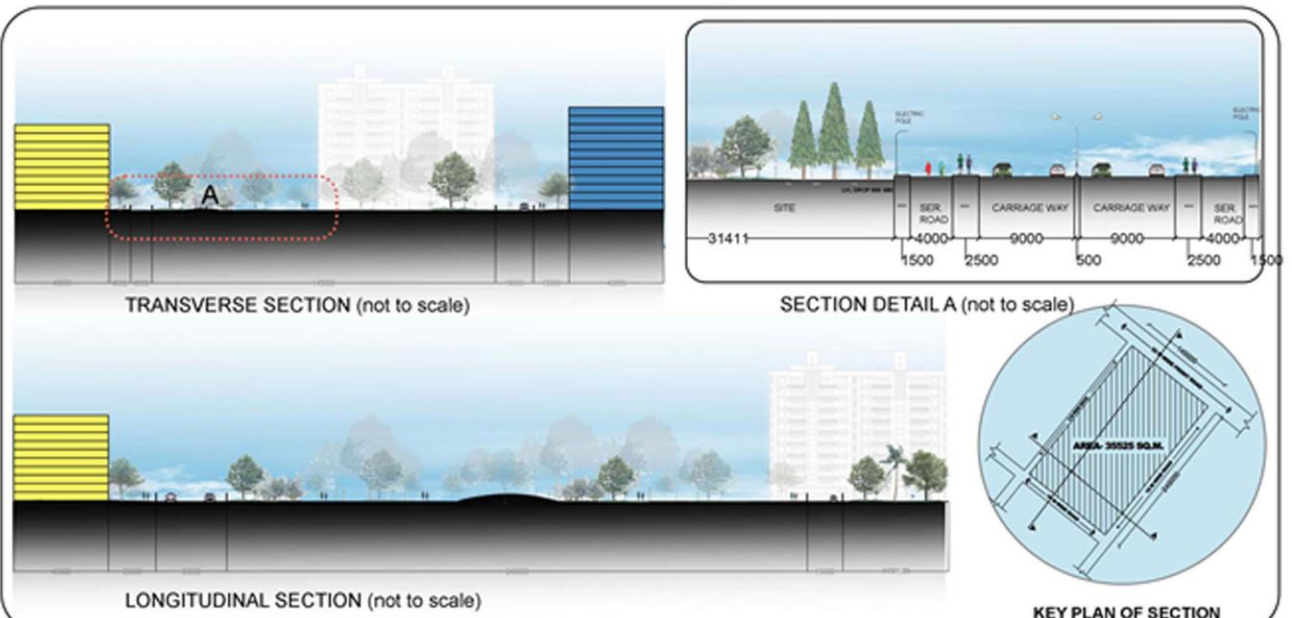 A
TRANSVERSE SECTION (not to scale)
ELECTRIC
POLE
ELECTRIC
POLE
SITE
SER.
ROAD
CARRIAGE WAY
CARRIAGE WAY
SER.
ROAD
31411
4000
9000
9000
4000
1500
2500
500
2500
1500
SECTION DETAIL A (not to scale)
AREA- 35525 SQ.M.
LONGITUDINAL SECTION (not to scale)
KEY PLAN OF SECTION